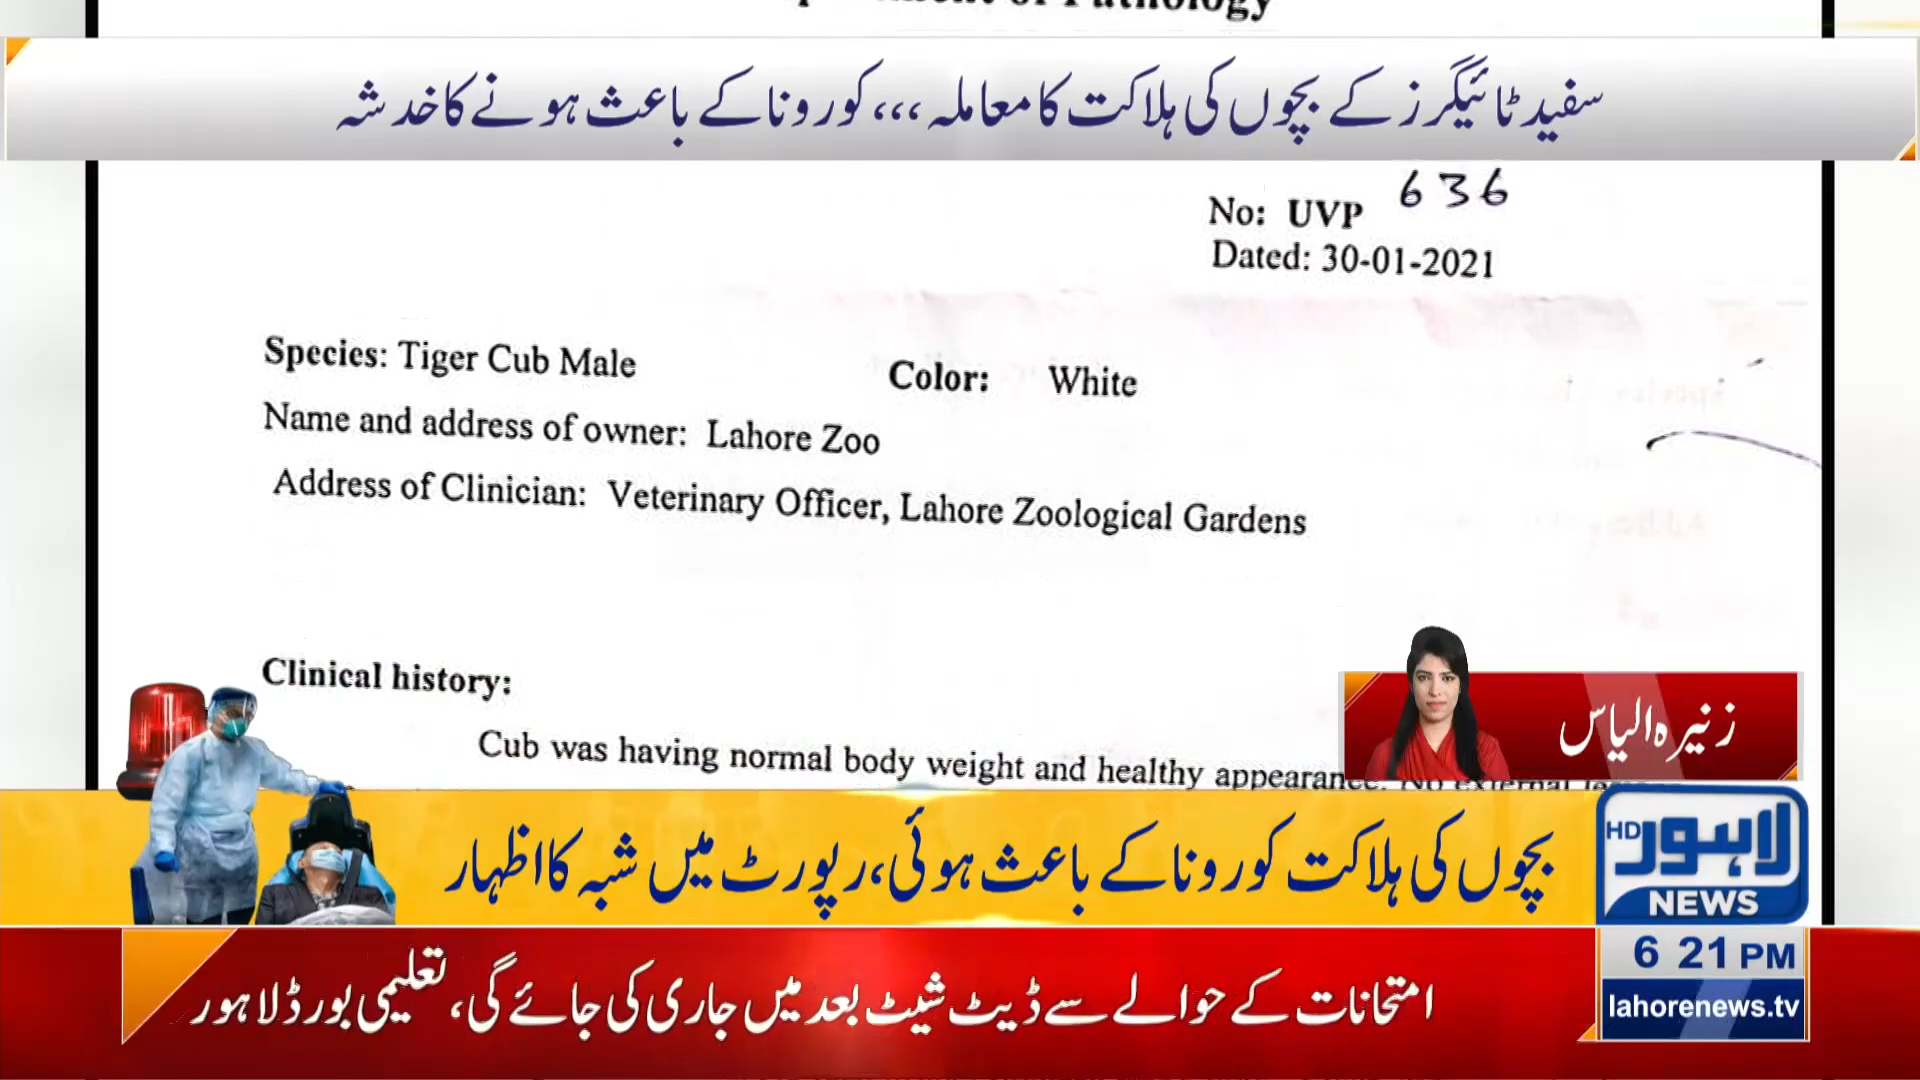 of Pathology
سفید ٹائیگرز کے بچوں کی ہلاکت کا معاملہ،،،کورونا کے باعث ہونے کا خدشہ
No: UVP 636
Dated: 30-01-2021
Species: Tiger Cub Male Color: White
Name and address of owner: Lahore Zoo
Address of Clinician: Veterinary Officer, Lahore Zoological Gardens
Clinical history:
Cub was having normal body weight and healthy appearance. No external
زنیرہ الیاس
بچوں کی ہلاکت کورونا کے باعث ہوئی، رپورٹ میں شبہ کا اظہار
لاہور HD
NEWS
امتحانات کے حوالے سے ڈیٹ شیٹ بعد میں جاری کی جائے گی، تعلیمی بورڈ لاہور
6 21 PM
lahorenews.tv